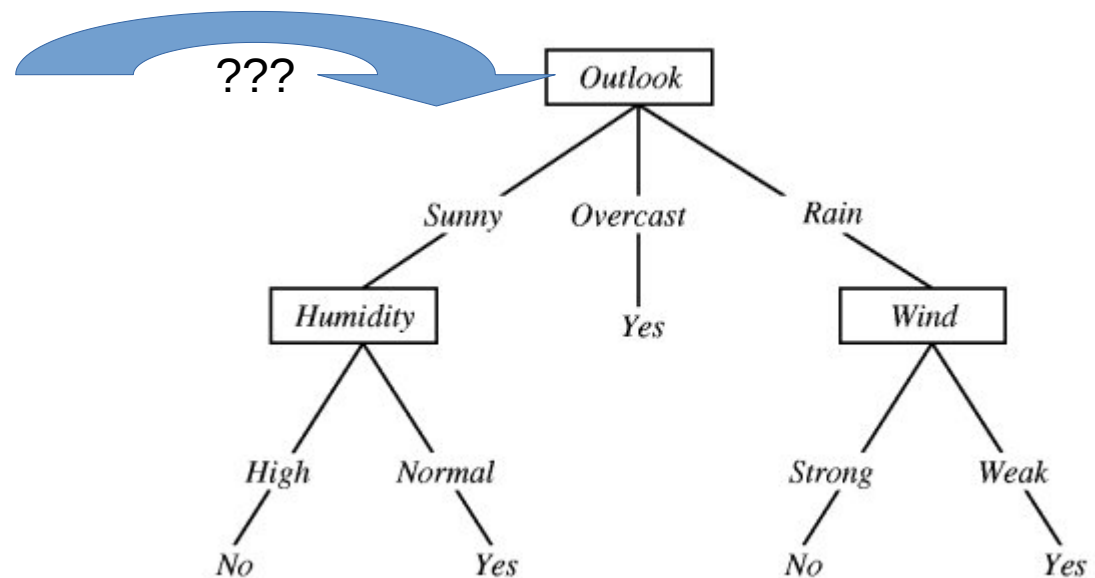 ??? Outlook
Sunny Overcast Rain
Humidity Yes Wind
High Normal Strong Weak
No Yes No Yes